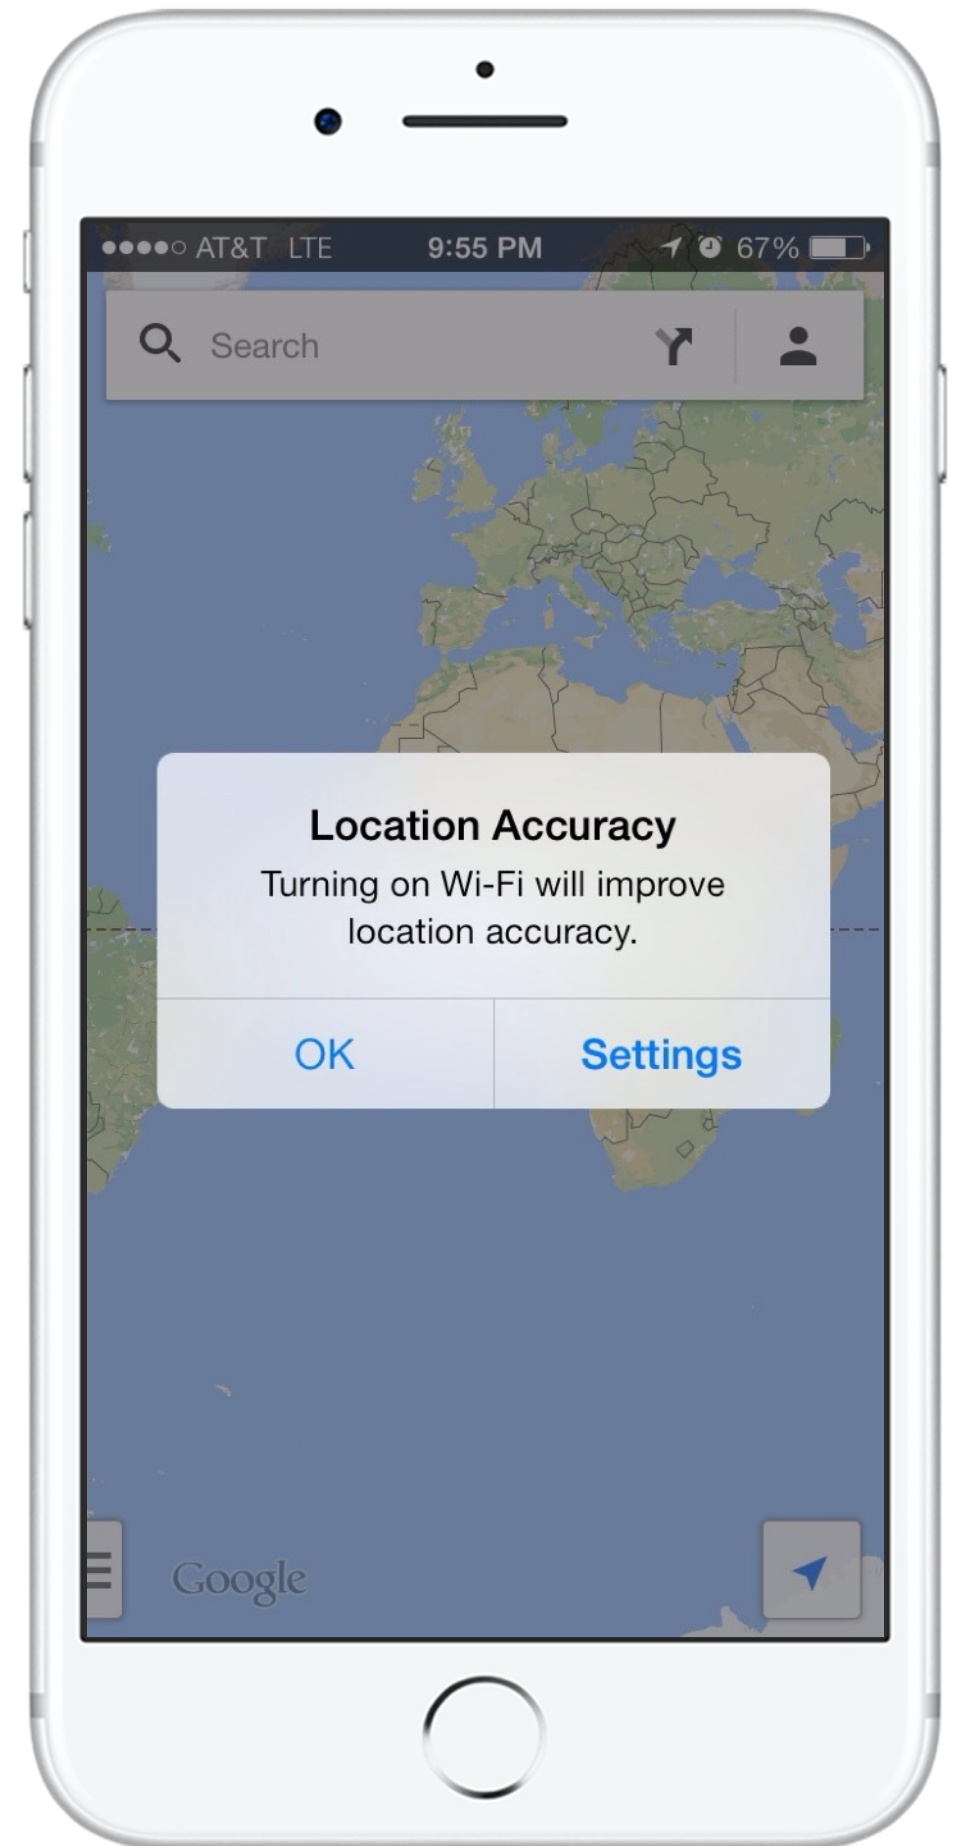 AT&T LTE 9:55 PM 67%
Search
Location Accuracy
Turning on Wi-Fi will improve
location accuracy.
OK Settings
Google